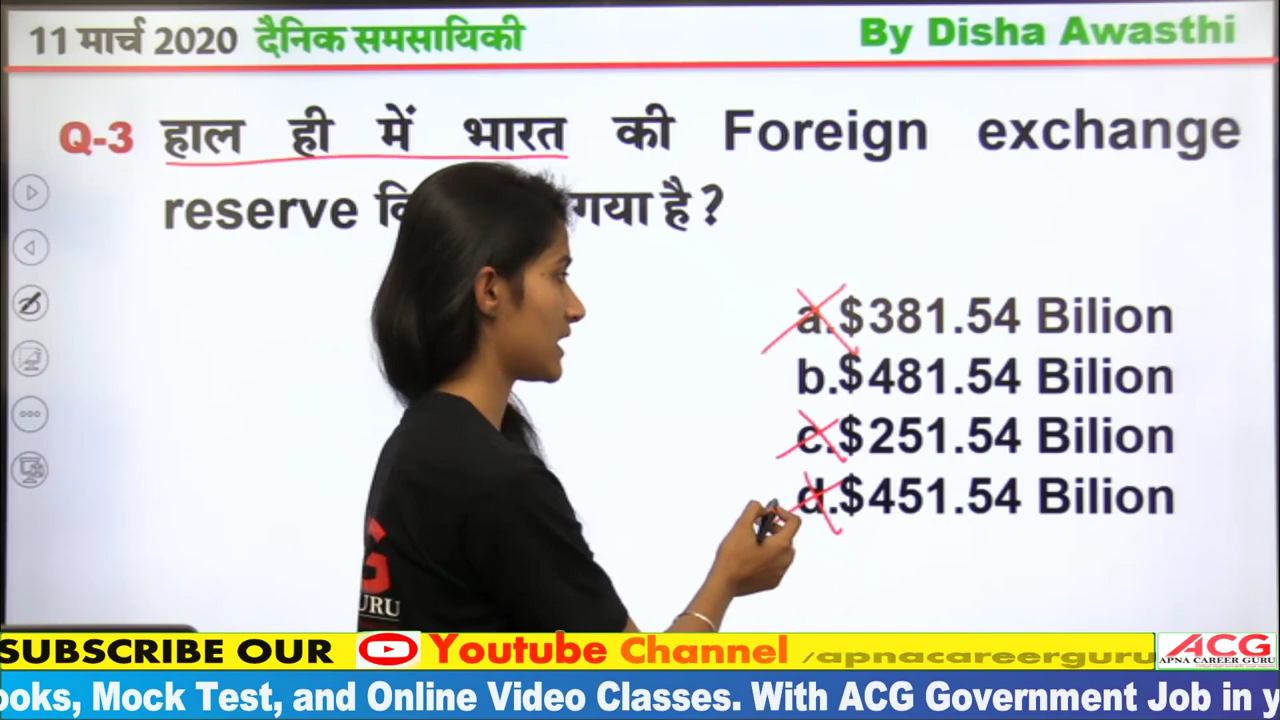 11 मार्च 2020 दैनिक समसायिकी By Disha Awasthi
Q-3 हाल ही में भारत की Foreign exchange
reserve गया है ?
a.$381.54 Bilion
b.$481.54 Bilion
c.$251.54 Bilion
d.$451.54 Bilion
G
URU
SUBSCRIBE OUR Youtube Channel /apnacareerguru
ACG
APNA CAREER GURU
ooks, Mock Test, and Online Video Classes. With ACG Government Job in y